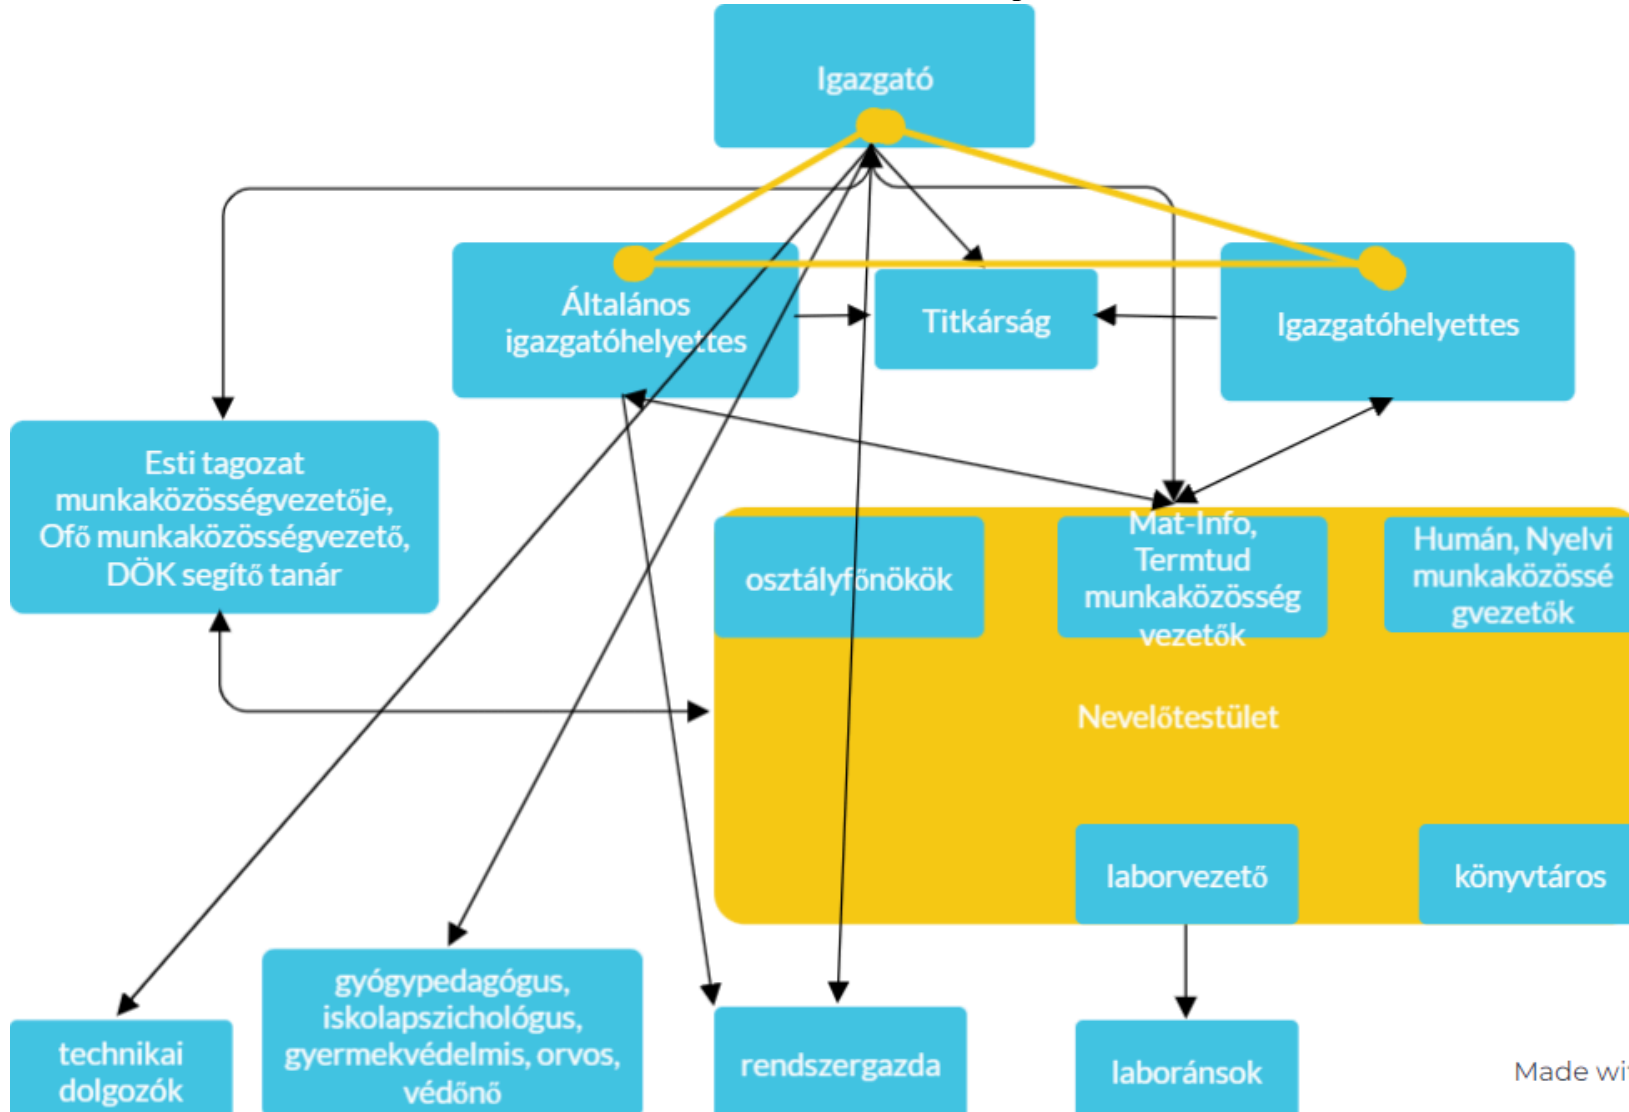 Igazgató
Általános
igazgatóhelyettes
Titkárság
Igazgatóhelyettes
Esti tagozat
munkaközösségvezetője,
Ofő munkaközösségvezető,
DÖK segítő tanár
osztályfőnökök
Mat-Info,
Termtud
munkaközösség
vezetők
Humán, Nyelvi
munkaközössé
gvezetők
Nevelőtestület
laborvezető
könyvtáros
technikai
dolgozók
gyógypedagógus,
iskolapszichológus,
gyermekvédelmis, orvos,
védőnő
rendszergazda
laboránsok
Made